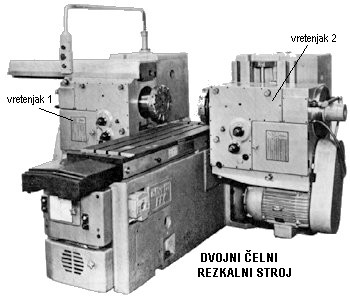 vretenjak 1
vretenjak 2
DVOJNI ČELNI
REZKALNI STROJ